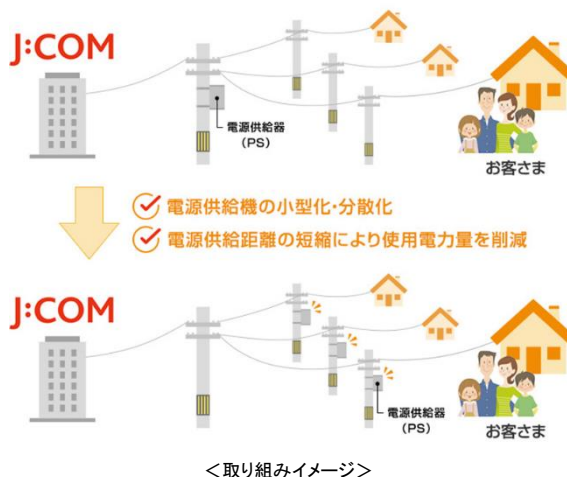 J:COM
電源供給器
(PS)
お客さま
電源供給機の小型化・分散化
電源供給距離の短縮により使用電力量を削減
J:COM
電源供給器
(PS)
お客さま
<取り組みイメージ>